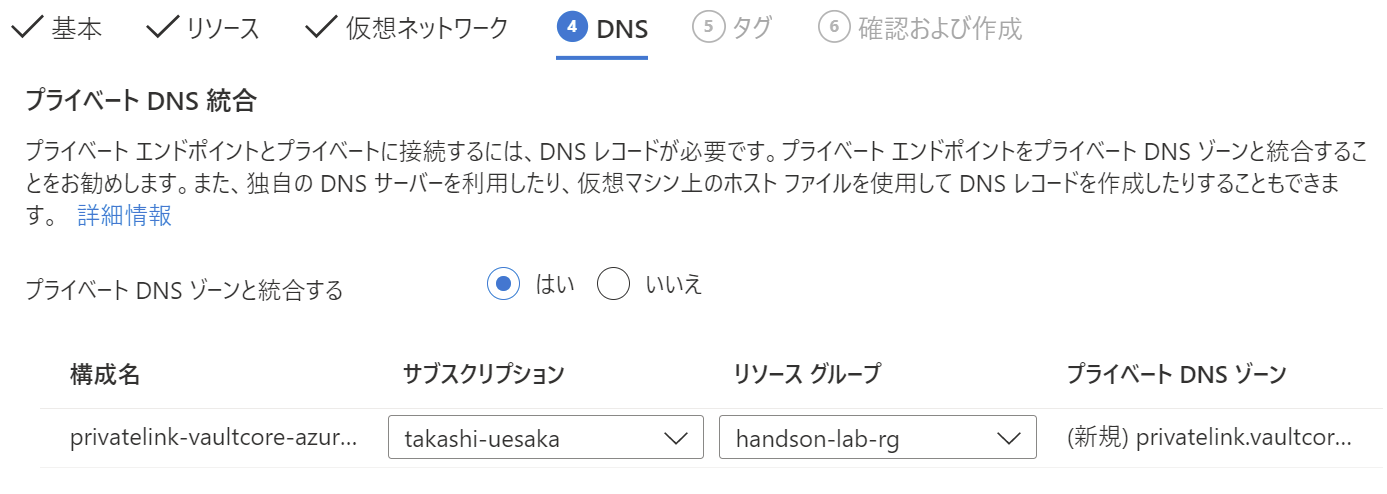 基本 リソース 仮想ネットワーク 4 DNS 5 タグ 6 確認および作成
プライベート DNS 統合
プライベート エンドポイントとプライベートに接続するには、DNS レコードが必要です。プライベート エンドポイントをプライベート DNS ゾーンと統合するこ
とをお勧めします。また、独自の DNS サーバーを利用したり、仮想マシン上のホスト ファイルを使用して DNS レコードを作成したりすることもできま
す。 詳細情報
プライベート DNS ゾーンと統合する はい いいえ
構成名 サブスクリプション リソース グループ プライベート DNS ゾーン
privatelink-vaultcore-azur... takashi-uesaka handson-lab-rg (新規) privatelink.vaultcor...